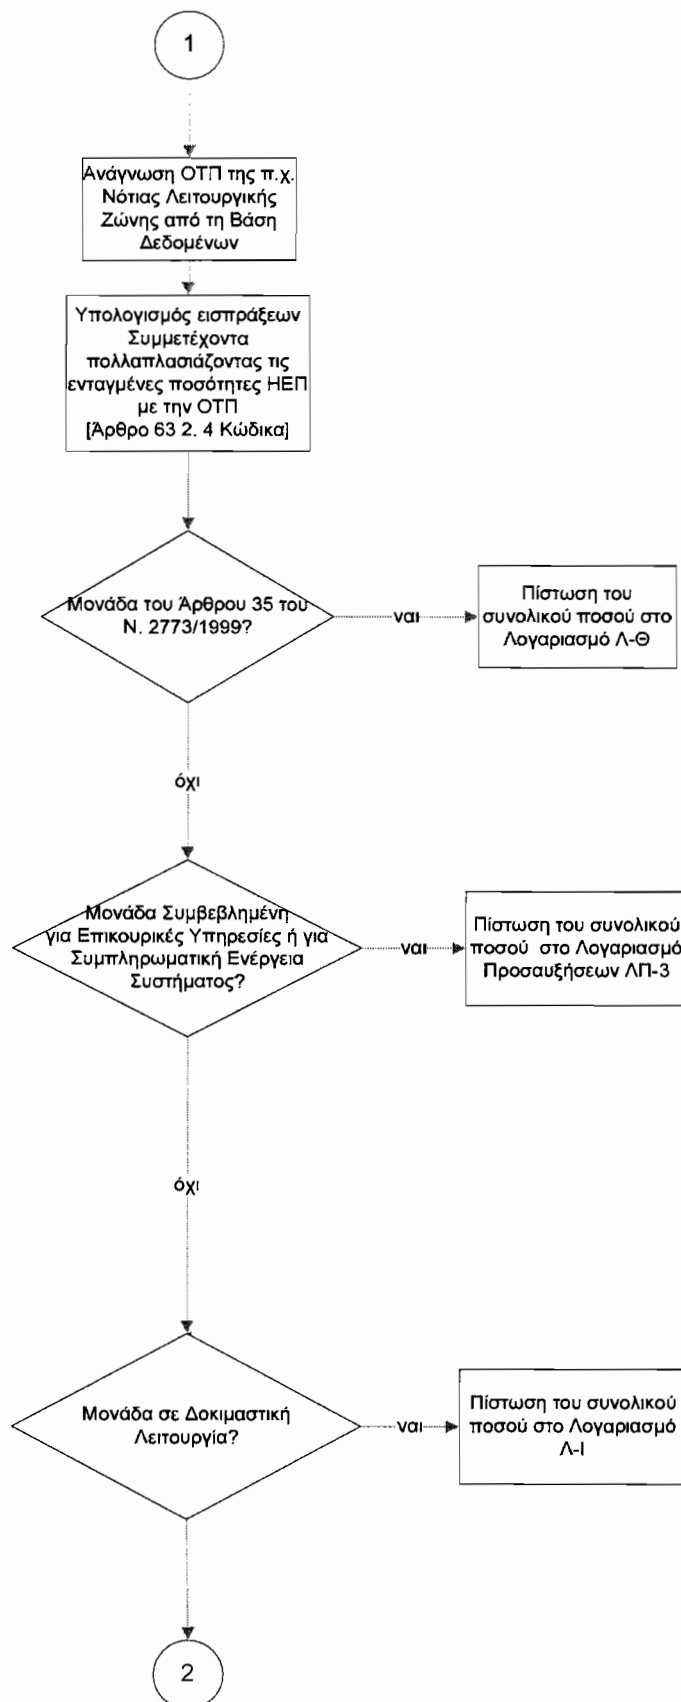 1
Ανάγνωση ΟΤΠ της π.χ.
Νότιας Λειτουργικής
Ζώνης από τη Βάση
Δεδομένων
Υπολογισμός εισπράξεων
Συμμετέχοντα
πολλαπλασιάζοντας τις
ενταγμένες ποσότητες ΗΕΠ
με την ΟΤΠ
[Άρθρο 63 2. 4 Κώδικα]
Μονάδα του Άρθρου 35 του
Ν. 2773/1999?
ναι
Πίστωση του
συνολικού ποσού στο
Λογαριασμό Λ-Θ
όχι
Μονάδα Συμβεβλημένη
για Επικουρικές Υπηρεσίες ή για
Συμπληρωματική Ενέργεια
Συστήματος?
ναι
Πίστωση του συνολικού
ποσού στο Λογαριασμό
Προσαυξήσεων ΛΠ-3
όχι
Μονάδα σε Δοκιμαστική
Λειτουργία?
ναι
Πίστωση του συνολικού
ποσού στο Λογαριασμό
Λ-Ι
2